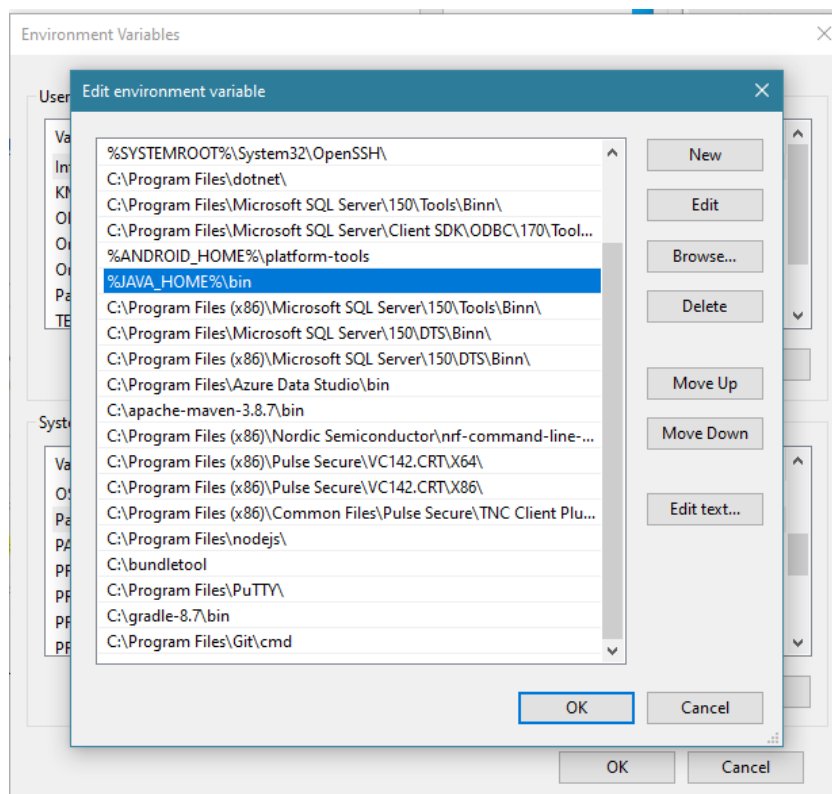 Environment Variables
Edit environment variable
User
%SYSTEMROOT%\System32\OpenSSH\
C:\Program Files\dotnet\
C:\Program Files\Microsoft SQL Server\150\Tools\Binn\
C:\Program Files\Microsoft SQL Server\Client SDK\ODBC\170\Tool...
%ANDROID_HOME%\platform-tools
%JAVA_HOME%\bin
C:\Program Files (x86)\Microsoft SQL Server\150\Tools\Binn\
C:\Program Files\Microsoft SQL Server\150\DTS\Binn\
C:\Program Files (x86)\Microsoft SQL Server\150\DTS\Binn\
C:\Program Files\Azure Data Studio\bin
C:\apache-maven-3.8.7\bin
C:\Program Files (x86)\Nordic Semiconductor\nrf-command-line-...
C:\Program Files (x86)\Pulse Secure\VC142.CRT\X64\
C:\Program Files (x86)\Pulse Secure\VC142.CRT\X86\
C:\Program Files (x86)\Common Files\Pulse Secure\TNC Client Plu...
C:\Program Files\nodejs\
C:\bundletool
C:\Program Files\PuTTY\
C:\gradle-8.7\bin
C:\Program Files\Git\cmd
New
Edit
Browse...
Delete
Move Up
Move Down
Edit text...
OK
Cancel
Va
TE
Syst
Va
Pa
PA
OK
Cancel